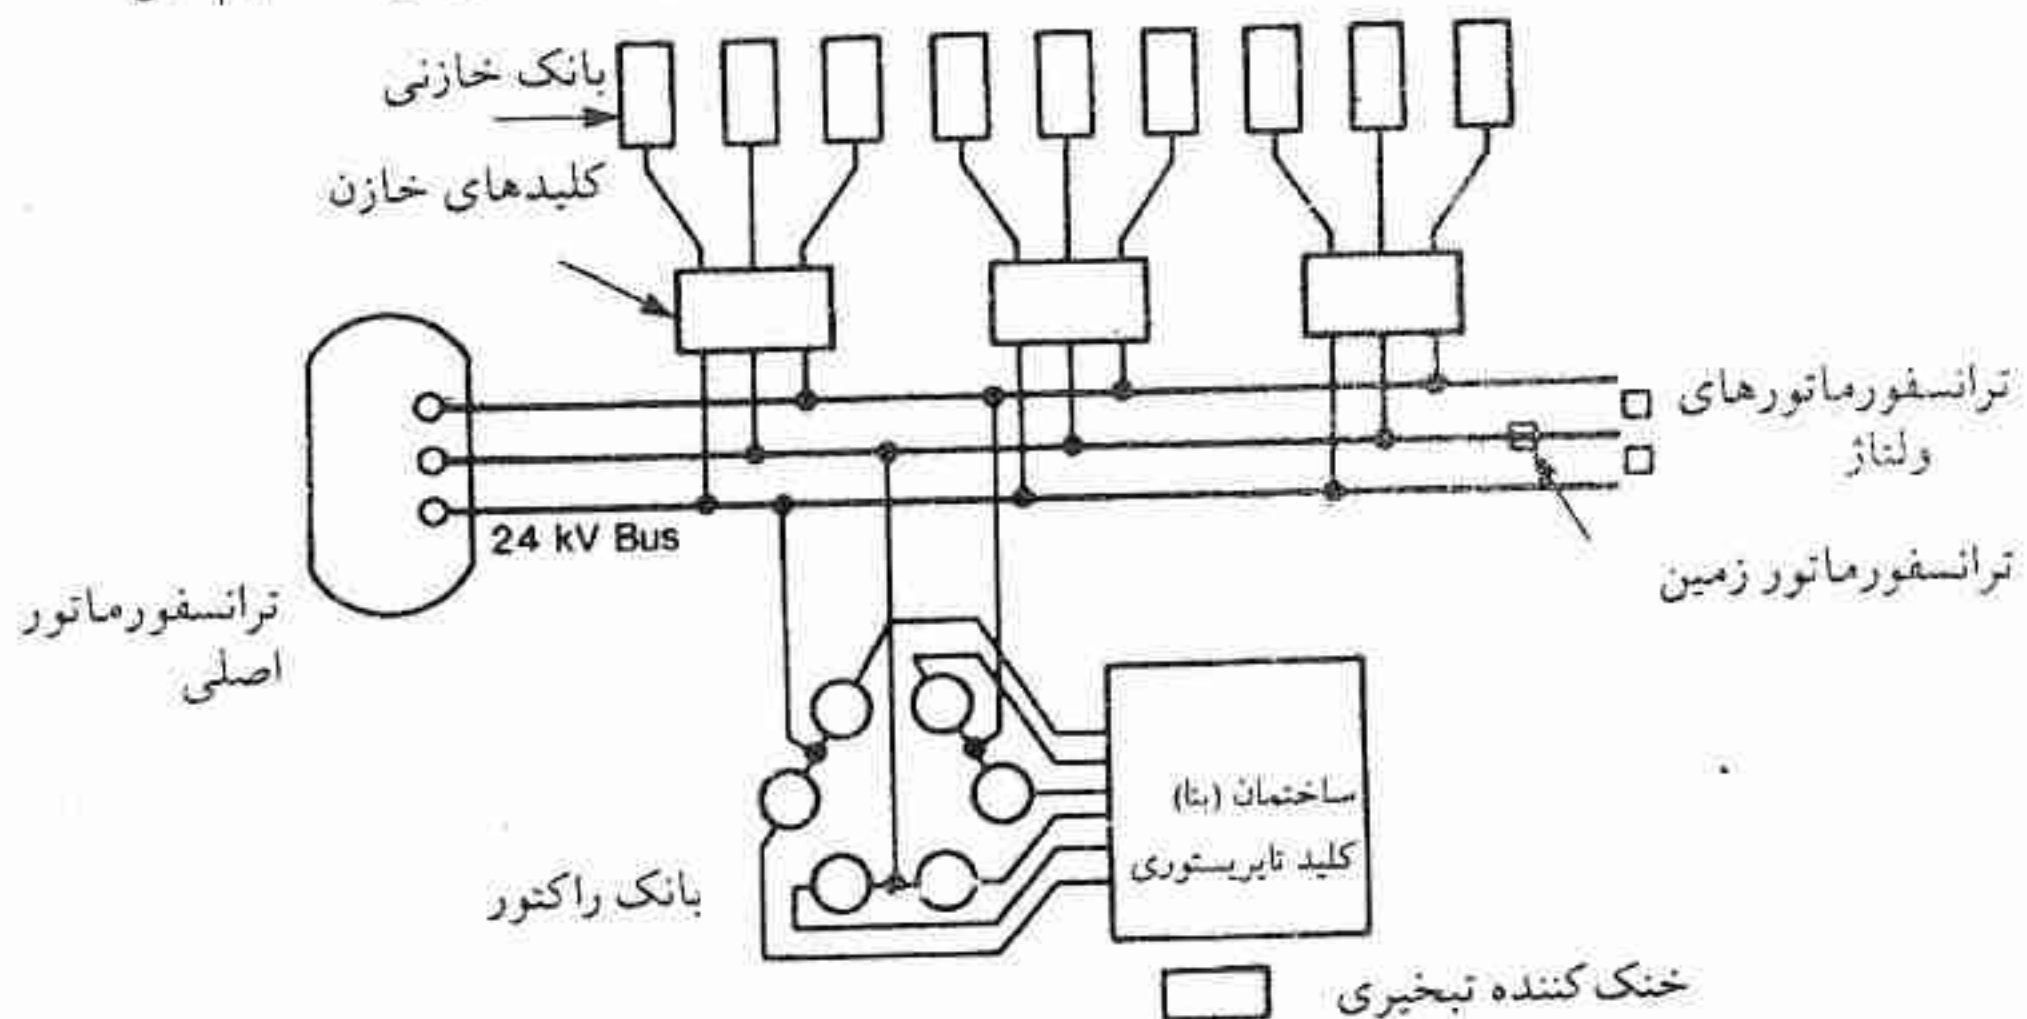 بانک خازنی
کلیدهای خازن
ترانسفورماتورهای
ولتاژ
24 kV Bus
ترانسفورماتور زمین
ترانسفورماتور
اصلی
ساختمان (بنا)
کلید تایریستوری
بانک راکتور
خنک کننده تبخیری